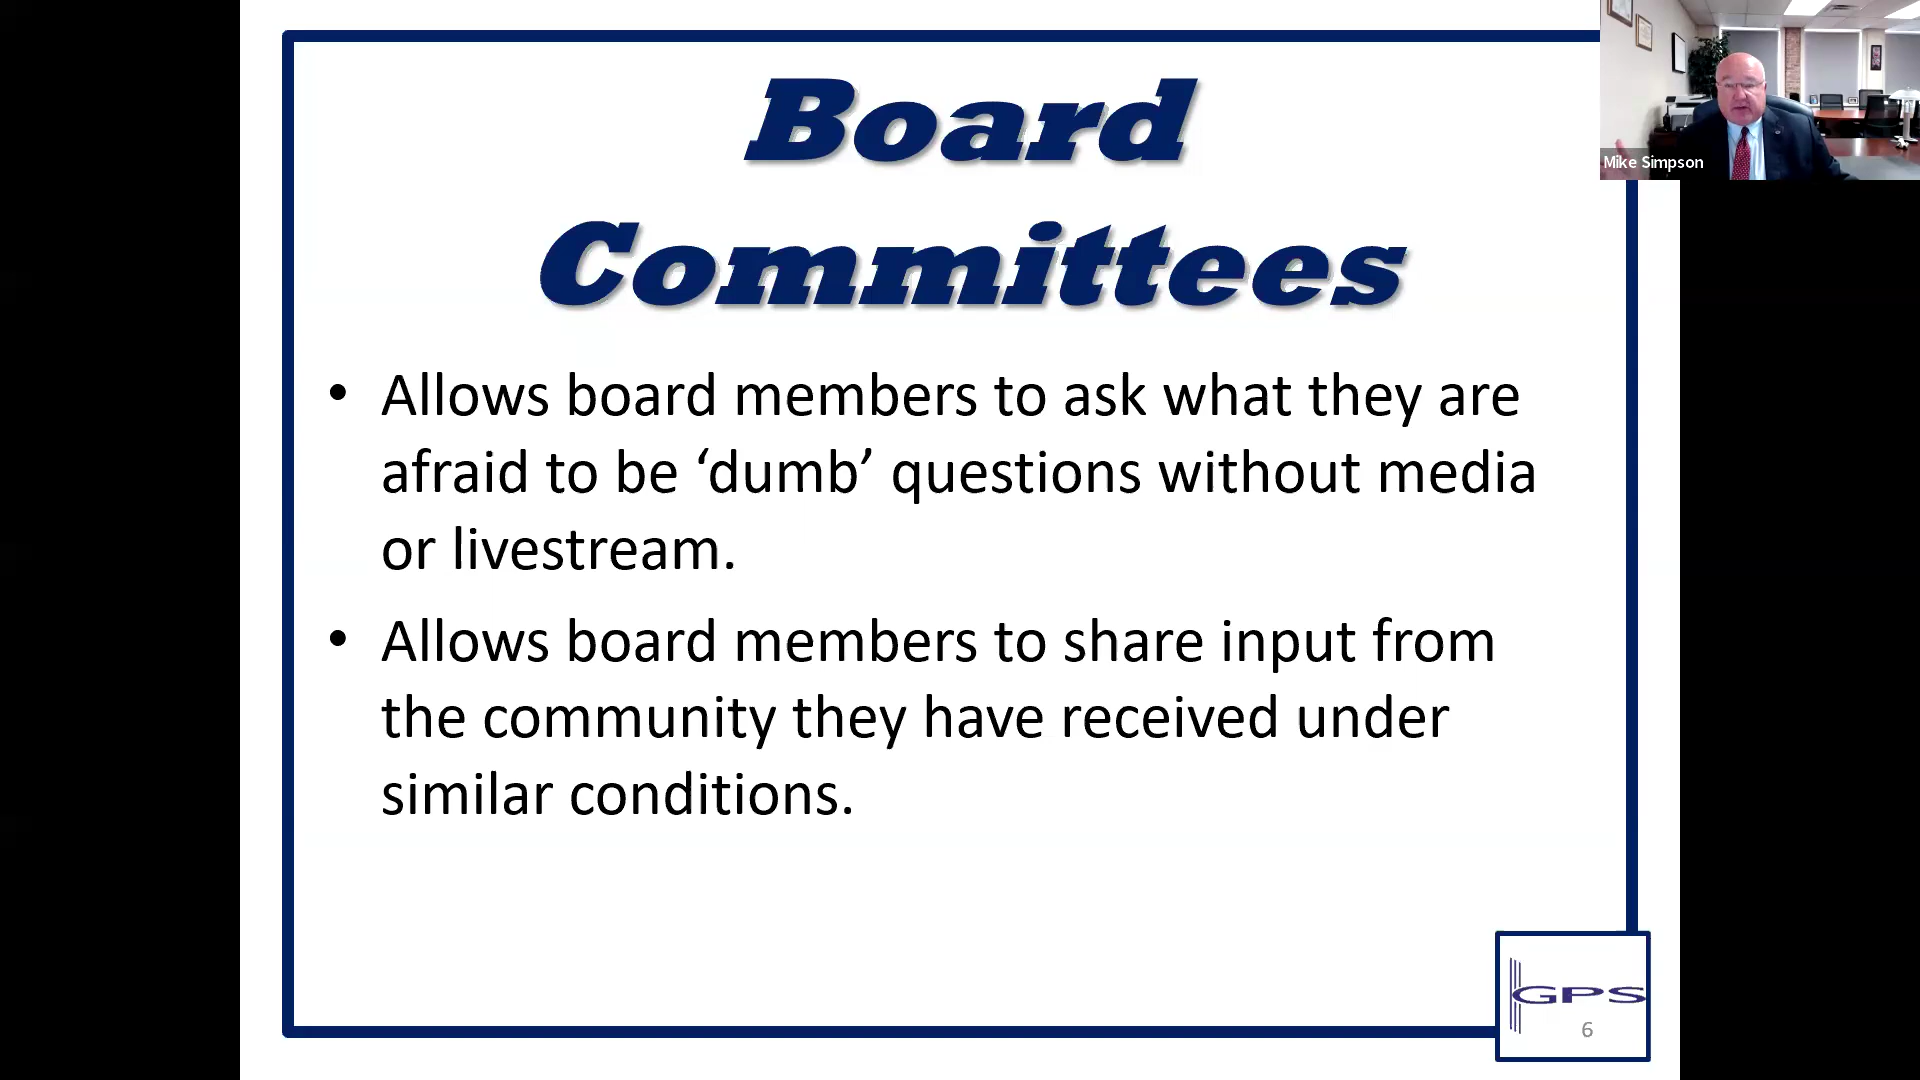 Board
Committees
Mike Simpson
• Allows board members to ask what they are
afraid to be ‘dumb’ questions without media
or livestream.
• Allows board members to share input from
the community they have received under
similar conditions.
GPS
6